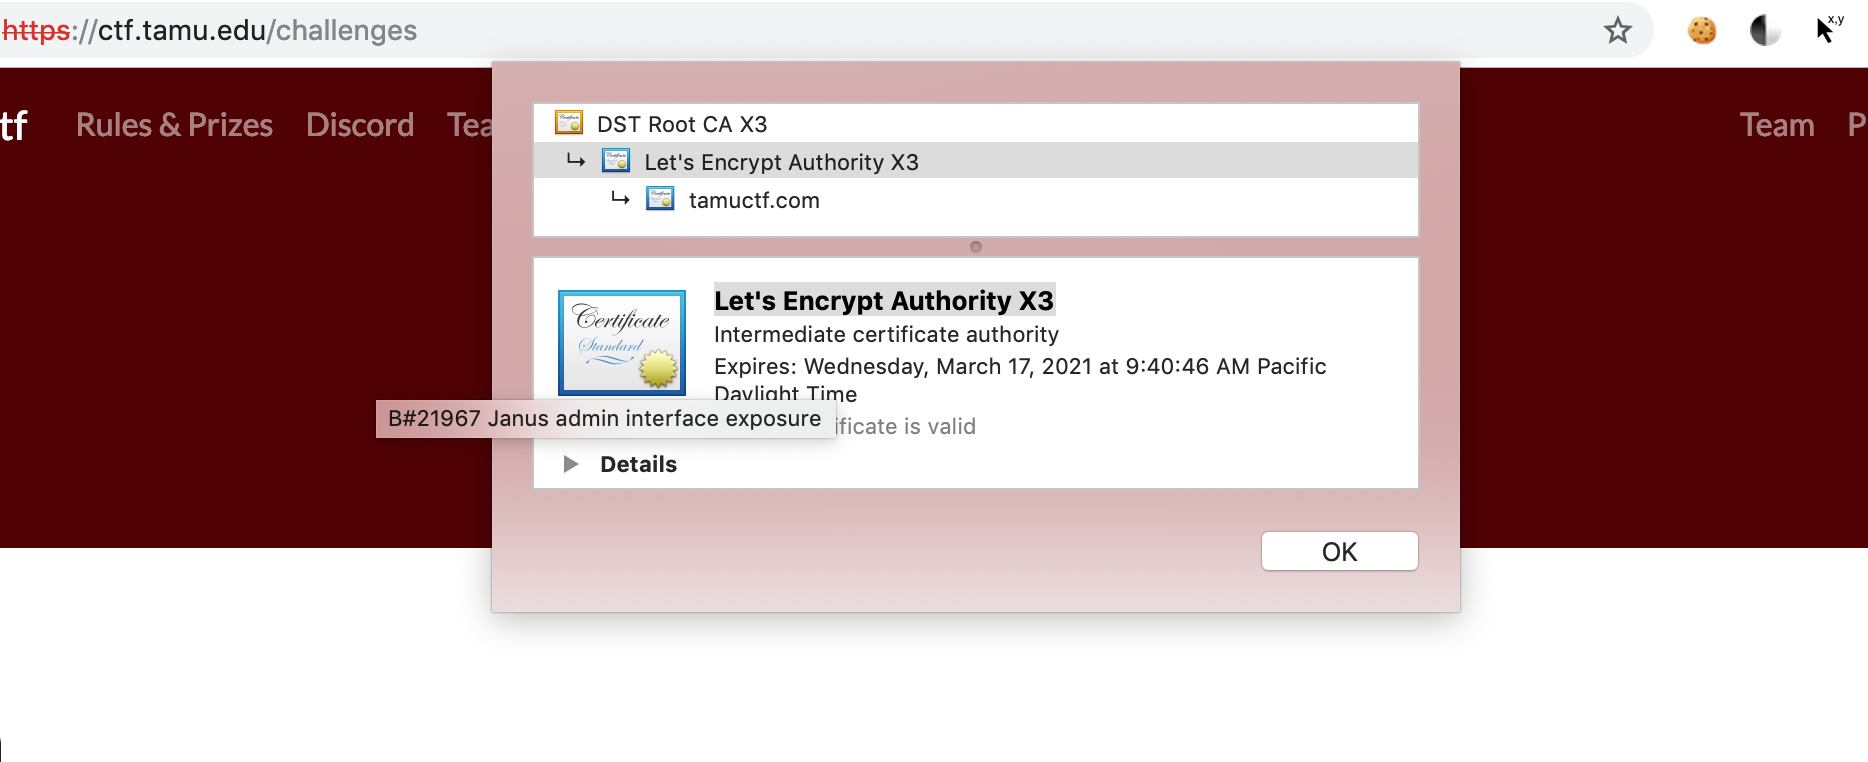 https://ctf.tamu.edu/challenges
x,y
tf Rules & Prizes Discord Tea Team P
DST Root CA X3
Let's Encrypt Authority X3
tamuctf.com
Certificate
Standard
Let's Encrypt Authority X3
Intermediate certificate authority
Expires: Wednesday, March 17, 2021 at 9:40:46 AM Pacific
Daylight Time
B#21967 Janus admin interface exposure
ificate is valid
Details
OK